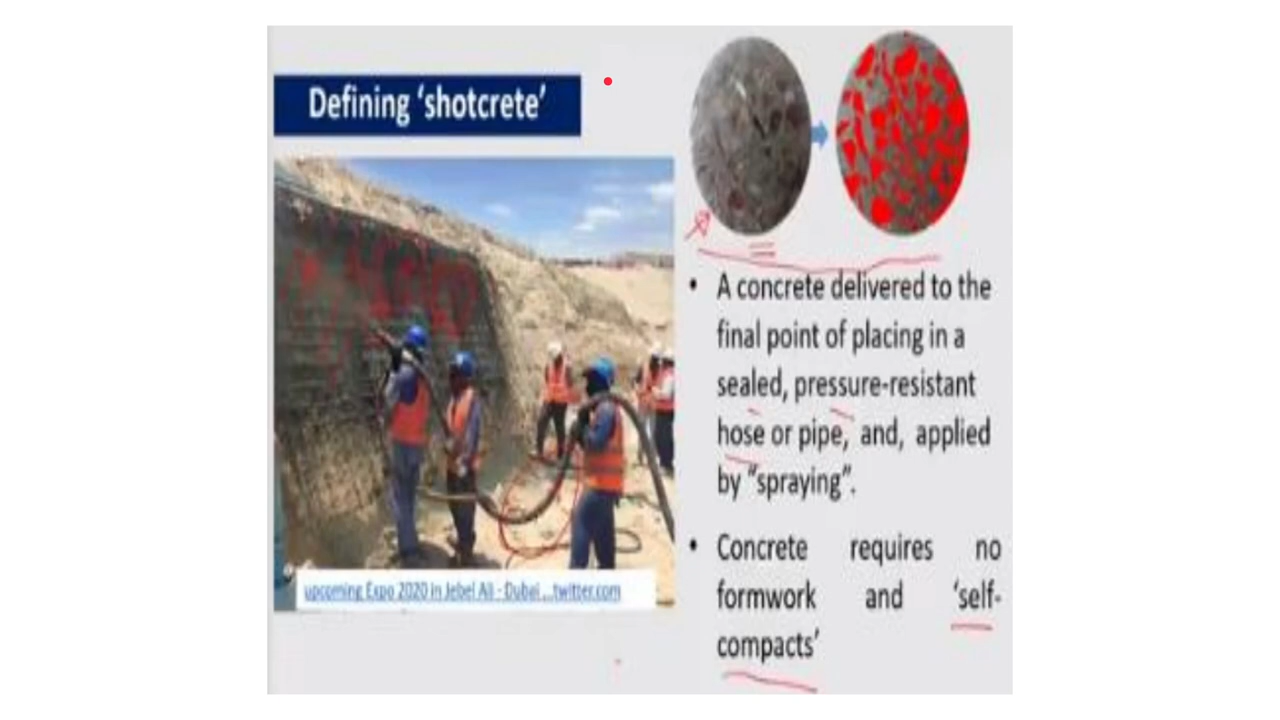 Defining ‘shotcrete’
upcoming Expo 2020 in Jebel Ali - Dubai ...twitter.com
• A concrete delivered to the
final point of placing in a
sealed, pressure-resistant
hose or pipe, and, applied
by “spraying”.
• Concrete requires no
formwork and ‘self-
compacts’